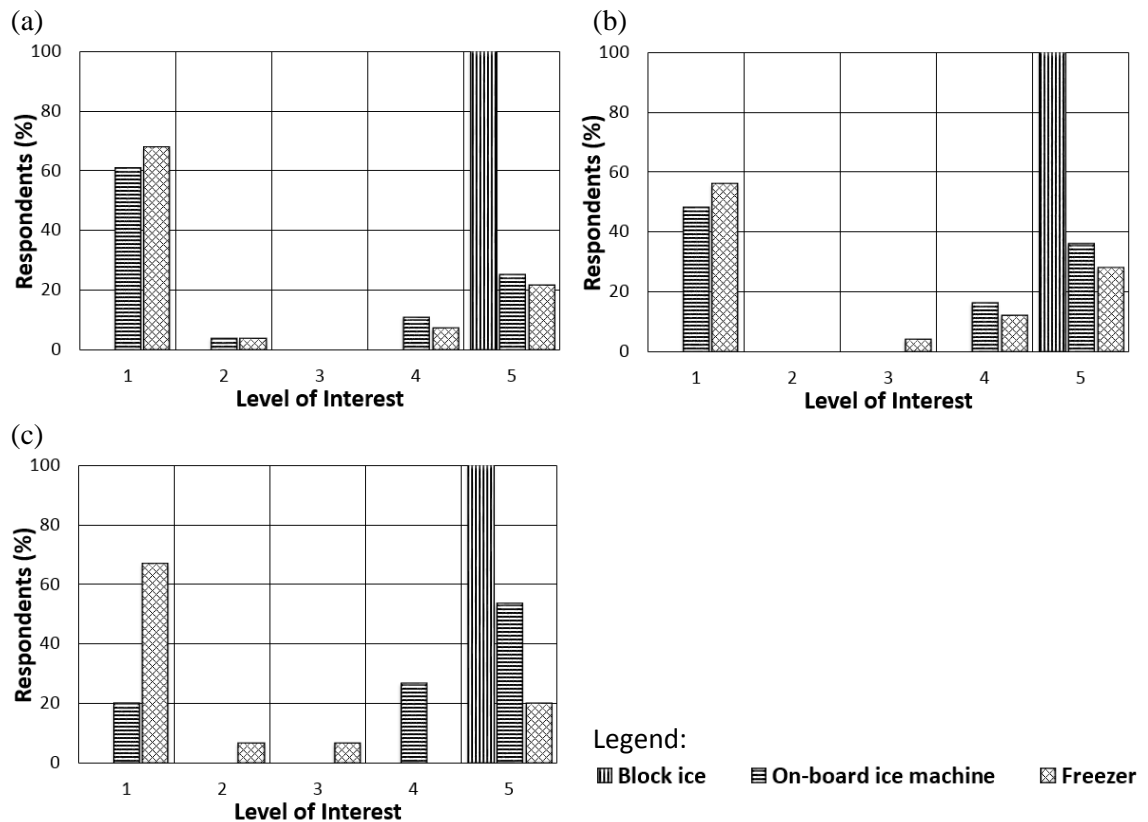 (a)
100
80
60
40
20
0
Respondents (%)
1 2 3 4 5
Level of Interest
(b)
100
80
60
40
20
0
Respondents (%)
1 2 3 4 5
Level of Interest
(c)
100
80
60
40
20
0
Respondents (%)
1 2 3 4 5
Level of Interest
Legend:
Block ice On-board ice machine Freezer